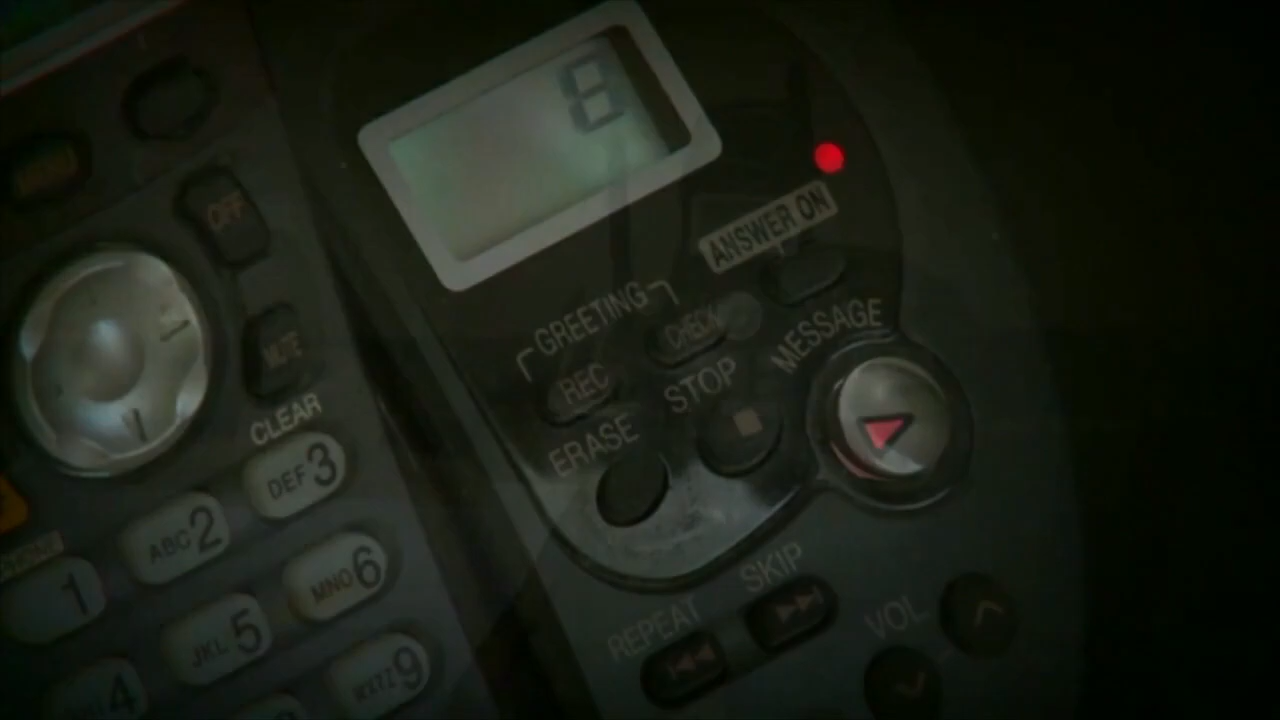 8
ANSWER ON
GREETING
REC
CHECK
MESSAGE
ERASE
STOP
REPEAT
SKIP
VOL
OFF
MUTE
CLEAR
1
ABC 2
DEF 3
4
JKL 5
MNO 6
WXYZ 9